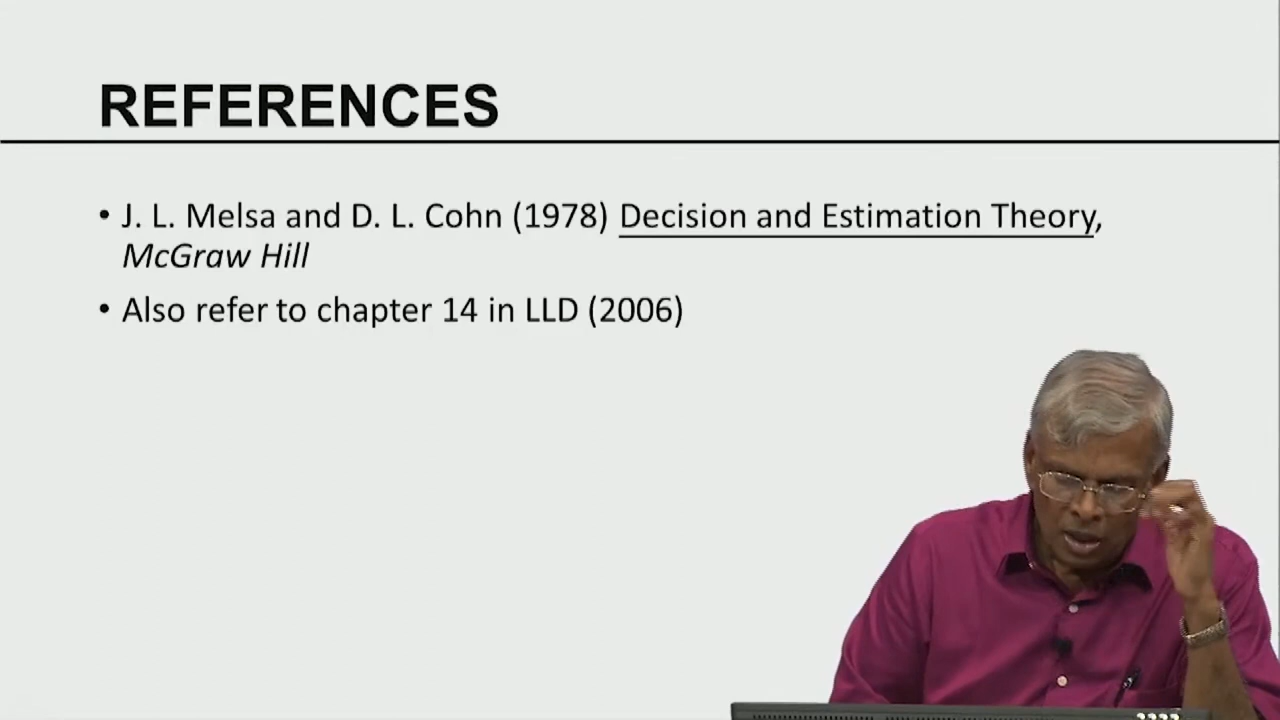 REFERENCES
• J. L. Melsa and D. L. Cohn (1978) Decision and Estimation Theory,
McGraw Hill
• Also refer to chapter 14 in LLD (2006)